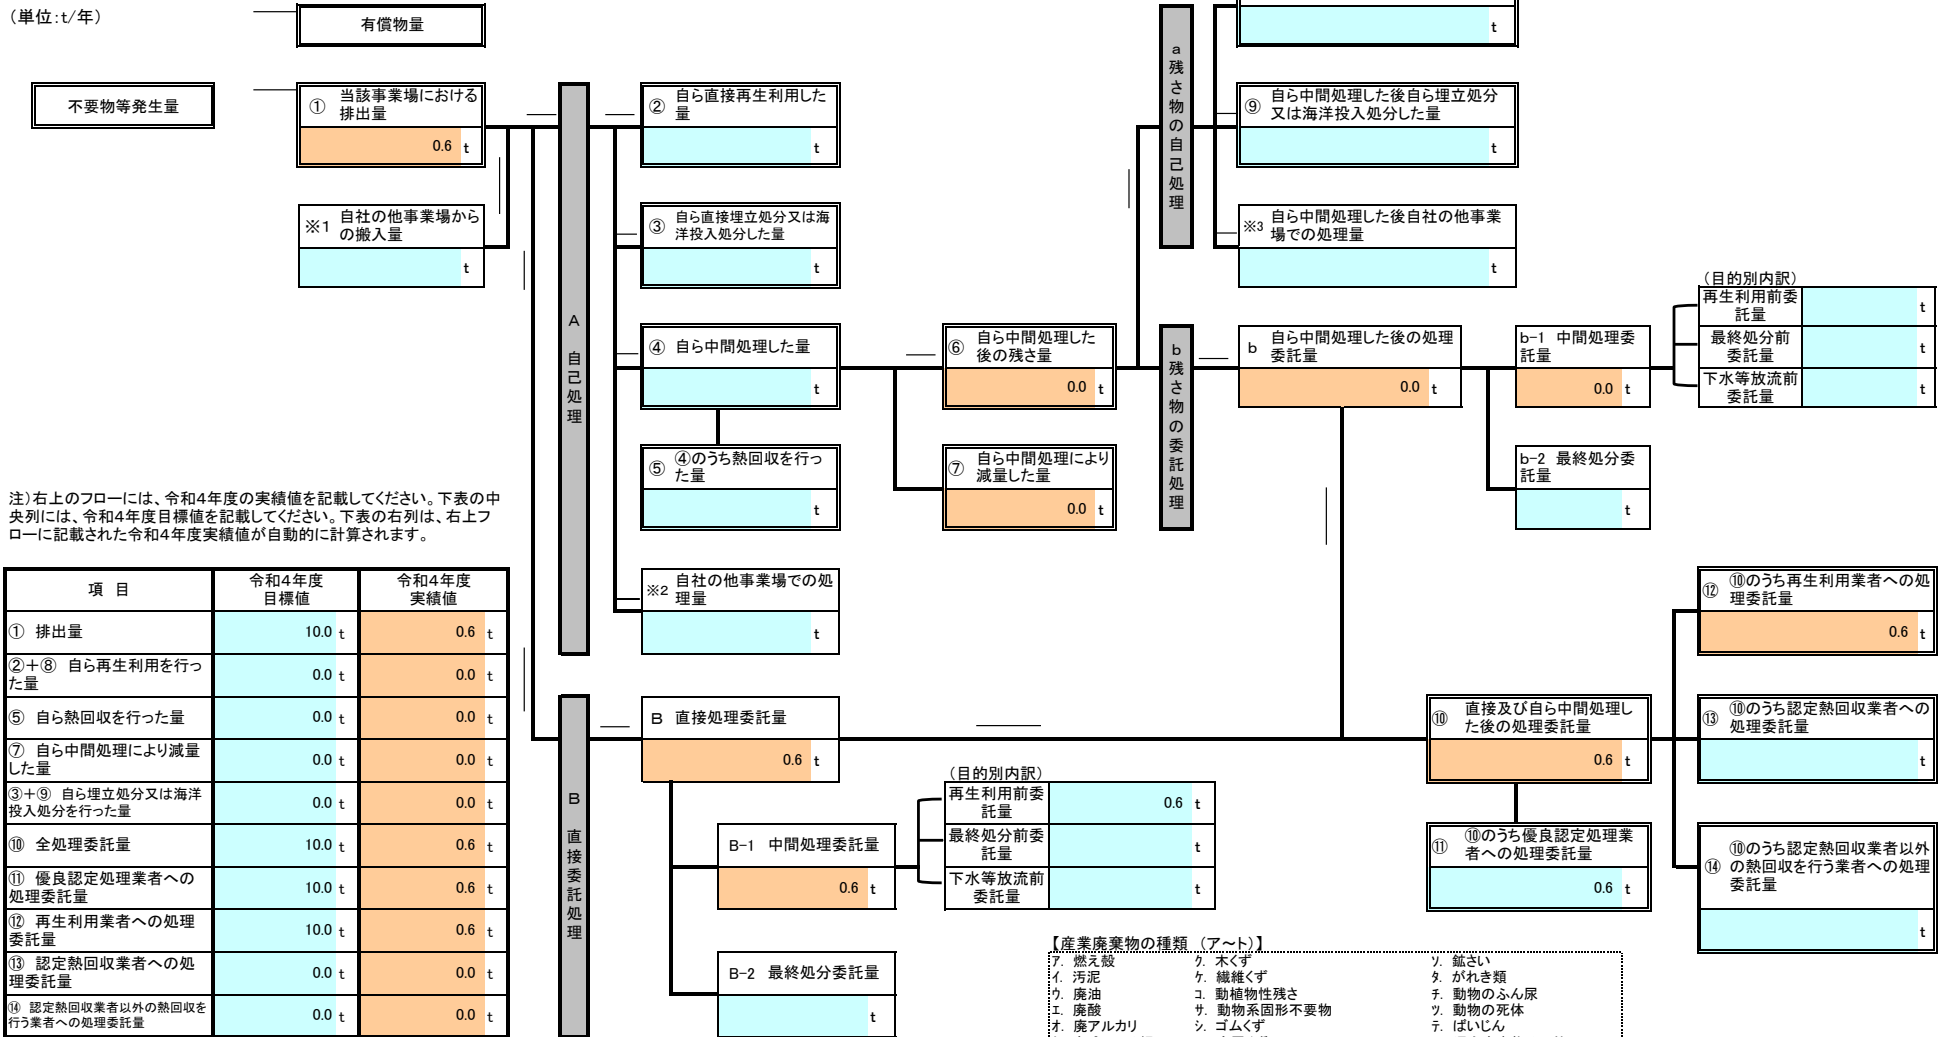 （単位：t/年）
有償物量
t
不要物等発生量
① 当該事業場における
排出量
0.6 t
※1 自社の他事業場から
の搬入量
t
A 自己処理
② 自ら直接再生利用した
量
t
③ 自ら直接埋立処分又は海
洋投入処分した量
t
④ 自ら中間処理した量
t
⑤ ④のうち熱回収を行っ
た量
t
※2 自社の他事業場での処
理量
t
⑥ 自ら中間処理した
後の残さ量
0.0 t
⑦ 自ら中間処理により
減量した量
0.0 t
a 残さ物の自己処理
⑨ 自ら中間処理した後自ら埋立処分
又は海洋投入処分した量
t
※3 自ら中間処理した後自社の他事業
場での処理量
t
b 残さ物の委託処理
b 自ら中間処理した後の処理
委託量
0.0 t
b-1 中間処理委
託量
0.0 t
b-2 最終処分委
託量
t
（目的別内訳）
再生利用前委
託量
t
最終処分前
委託量
t
下水等放流前
委託量
t
注）右上のフローには、令和4年度の実績値を記載してください。下表の中
央列には、令和4年度目標値を記載してください。下表の右列は、右上フ
ローに記載された令和4年度実績値が自動的に計算されます。
項 目 令和4年度
目標値 令和4年度
実績値
① 排出量 10.0 t 0.6 t
②＋⑧ 自ら再生利用を行っ
た量 0.0 t 0.0 t
⑤ 自ら熱回収を行った量 0.0 t 0.0 t
⑦ 自ら中間処理により減量
した量 0.0 t 0.0 t
③＋⑨ 自ら埋立処分又は海洋
投入処分を行った量 0.0 t 0.0 t
⑩ 全処理委託量 10.0 t 0.6 t
⑪ 優良認定処理業者への
処理委託量 10.0 t 0.6 t
⑫ 再生利用業者への処理
委託量 10.0 t 0.6 t
⑬ 認定熱回収業者への処
理委託量 0.0 t 0.0 t
⑭ 認定熱回収業者以外の熱回収を
行う業者への処理委託量 0.0 t 0.0 t
B 直接委託処理
B 直接処理委託量
0.6 t
B-1 中間処理委託量
0.6 t
B-2 最終処分委託量
t
（目的別内訳）
再生利用前委
託量
0.6 t
最終処分前委
託量
t
下水等放流前
委託量
t
⑩ 直接及び自ら中間処理し
た後の処理委託量
0.6 t
⑪ ⑩のうち優良認定処理業
者への処理委託量
0.6 t
⑫ ⑩のうち再生利用業者への処
理委託量
0.6 t
⑬ ⑩のうち認定熱回収業者への
処理委託量
t
⑭ ⑩のうち認定熱回収業者以外
の熱回収を行う業者への処理
委託量
t
【産業廃棄物の種類 （ア～ト）】
ア. 燃え殻 ク. 木くず ソ. 鉱さい
イ. 汚泥 ケ. 繊維くず タ. がれき類
ウ. 廃油 コ. 動植物性残さ チ. 動物のふん尿
エ. 廃酸 サ. 動物系固形不要物 ツ. 動物の死体
オ. 廃アルカリ シ. ゴムくず テ. ばいじん